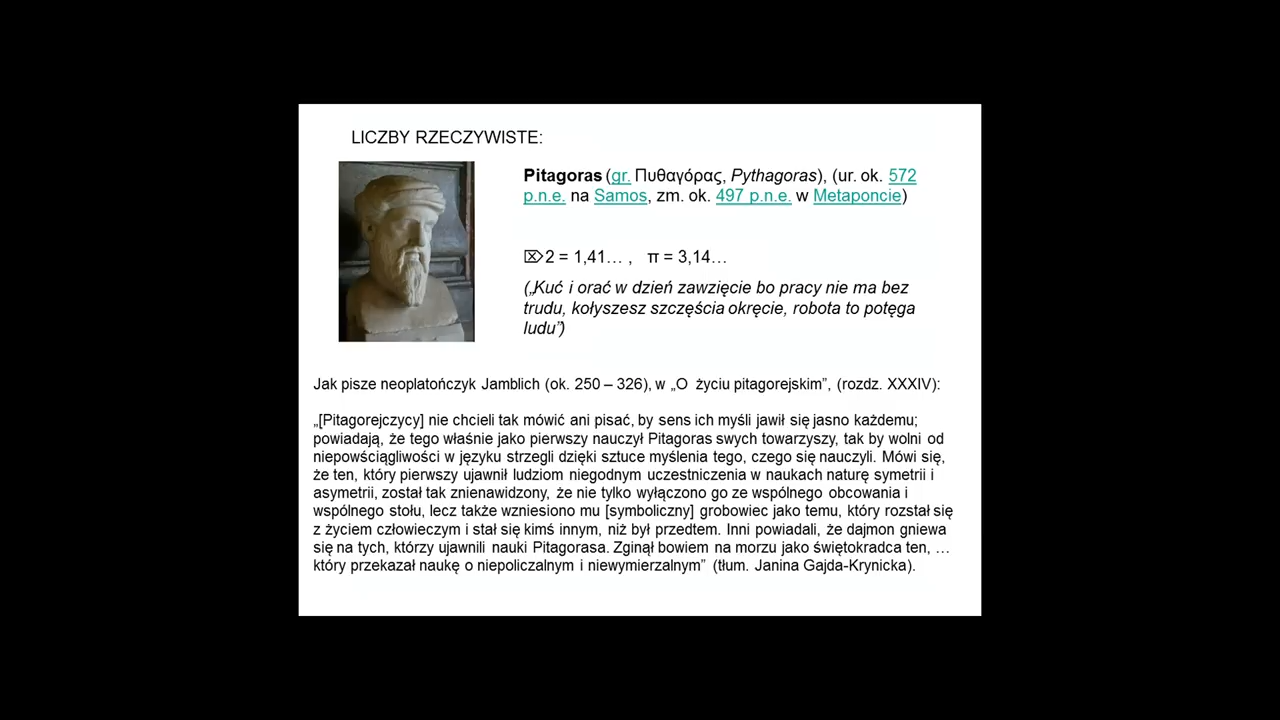 LICZBY RZECZYWISTE:
Pitagoras (gr. Πυθαγόρας, Pythagoras), (ur. ok. 572
p.n.e. na Samos, zm. ok. 497 p.n.e. w Metaponcie)
⌦2 = 1,41… , π = 3,14…
(„Kuć i orać w dzień zawzięcie bo pracy nie ma bez
trudu, kołyszesz szczęścia okręcie, robota to potęga
ludu”)
Jak pisze neoplatończyk Jamblich (ok. 250 – 326), w „O życiu pitagorejskim”, (rozdz. XXXIV):
„[Pitagorejczycy] nie chcieli tak mówić ani pisać, by sens ich myśli jawił się jasno każdemu;
powiadają, że tego właśnie jako pierwszy nauczył Pitagoras swych towarzyszy, tak by wolni od
niepowściągliwości w języku strzegli dzięki sztuce myślenia tego, czego się nauczyli. Mówi się,
że ten, który pierwszy ujawnił ludziom niegodnym uczestniczenia w naukach naturę symetrii i
asymetrii, został tak znienawidzony, że nie tylko wyłączono go ze wspólnego obcowania i
wspólnego stołu, lecz także wzniesiono mu [symboliczny] grobowiec jako temu, który rozstał się
z życiem człowieczym i stał się kimś innym, niż był przedtem. Inni powiadali, że dajmon gniewa
się na tych, którzy ujawnili nauki Pitagorasa. Zginął bowiem na morzu jako świętokradca ten, …
który przekazał naukę o niepoliczalnym i niewymierzalnym” (tłum. Janina Gajda-Krynicka).